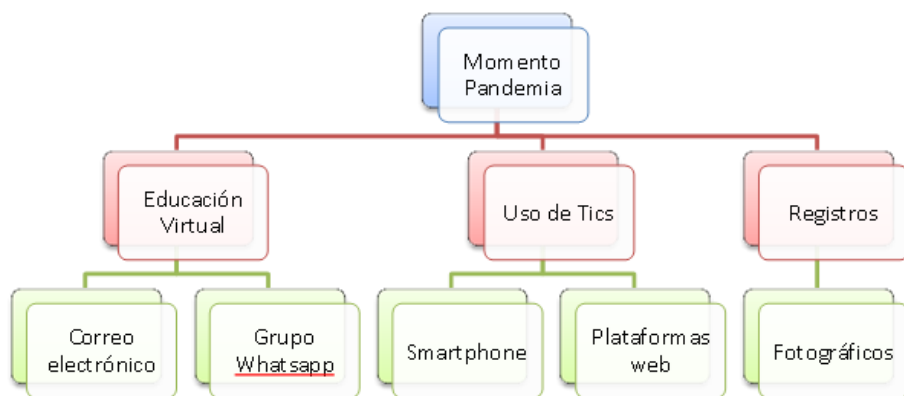 Momento
Pandemia
Educación
Virtual
Uso de Tics
Registros
Correo
electrónico
Grupo
Whatsapp
Smartphone
Plataformas
web
Fotográficos